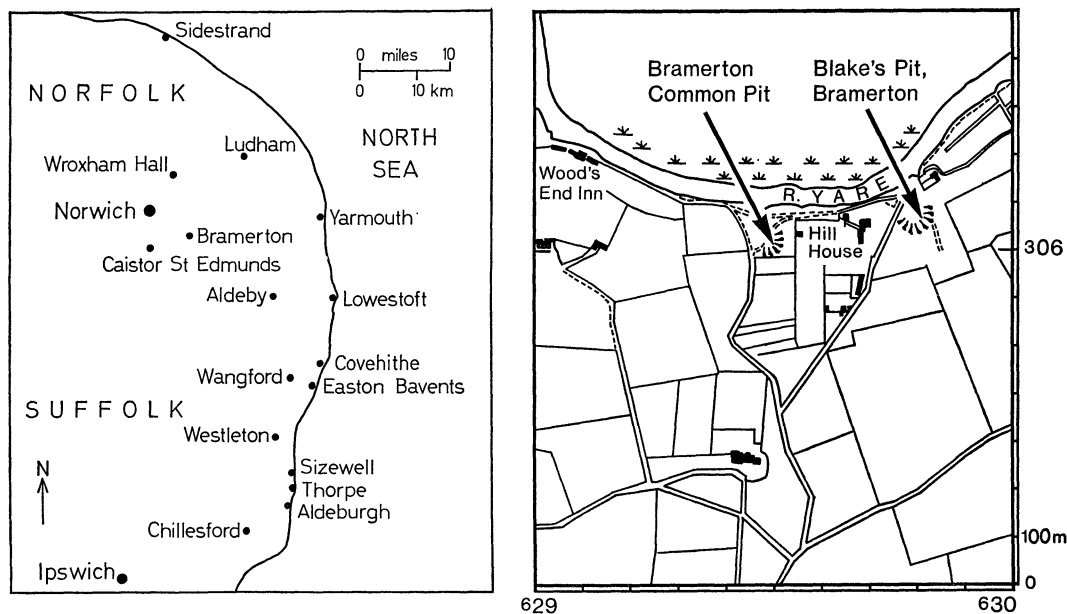 Sidestrand
0 miles 10
0 10 km
NORFOLK
NORTH
SEA
Ludham
Wroxham Hall
Norwich
Yarmouth
Bramerton
Caistor St Edmunds
Aldeby
Lowestoft
Covehithe
Wangford
Easton Bavents
SUFFOLK
Westleton
N
Sizewell
Thorpe
Aldeburgh
Chillesford
Ipswich
Bramerton
Common Pit
Blake's Pit,
Bramerton
Wood's
End Inn
R. YARE
Hill
House
306
100m
0
629
630